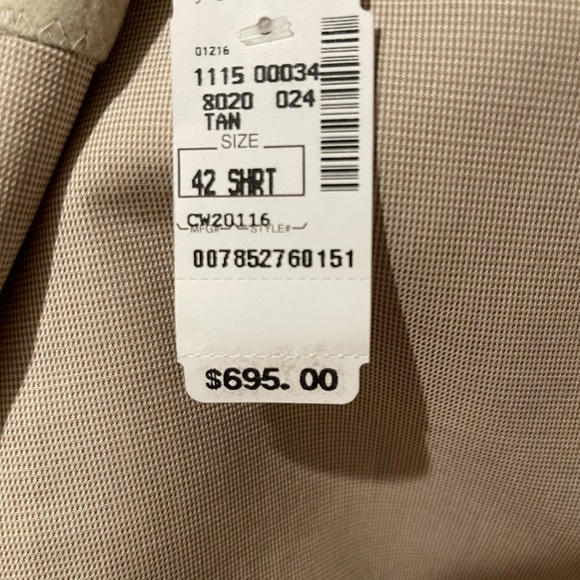 01216
1115 00034
8020 024
TAN
SIZE
42 SHRT
CW20116
MFG# STYLE#
007852760151
$695.00